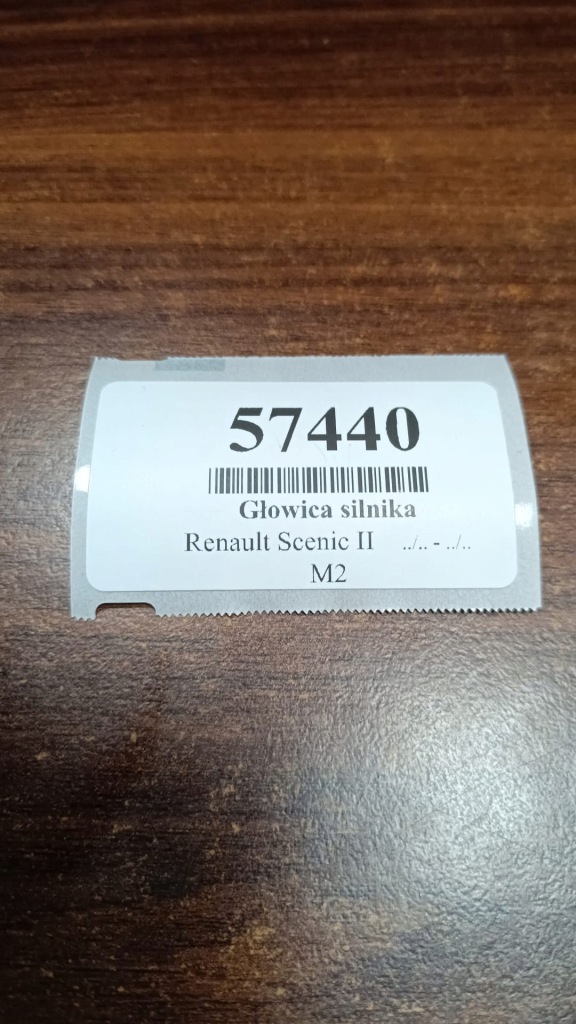 57440
Głowica silnika
Renault Scenic II ../.. - ../..
M2